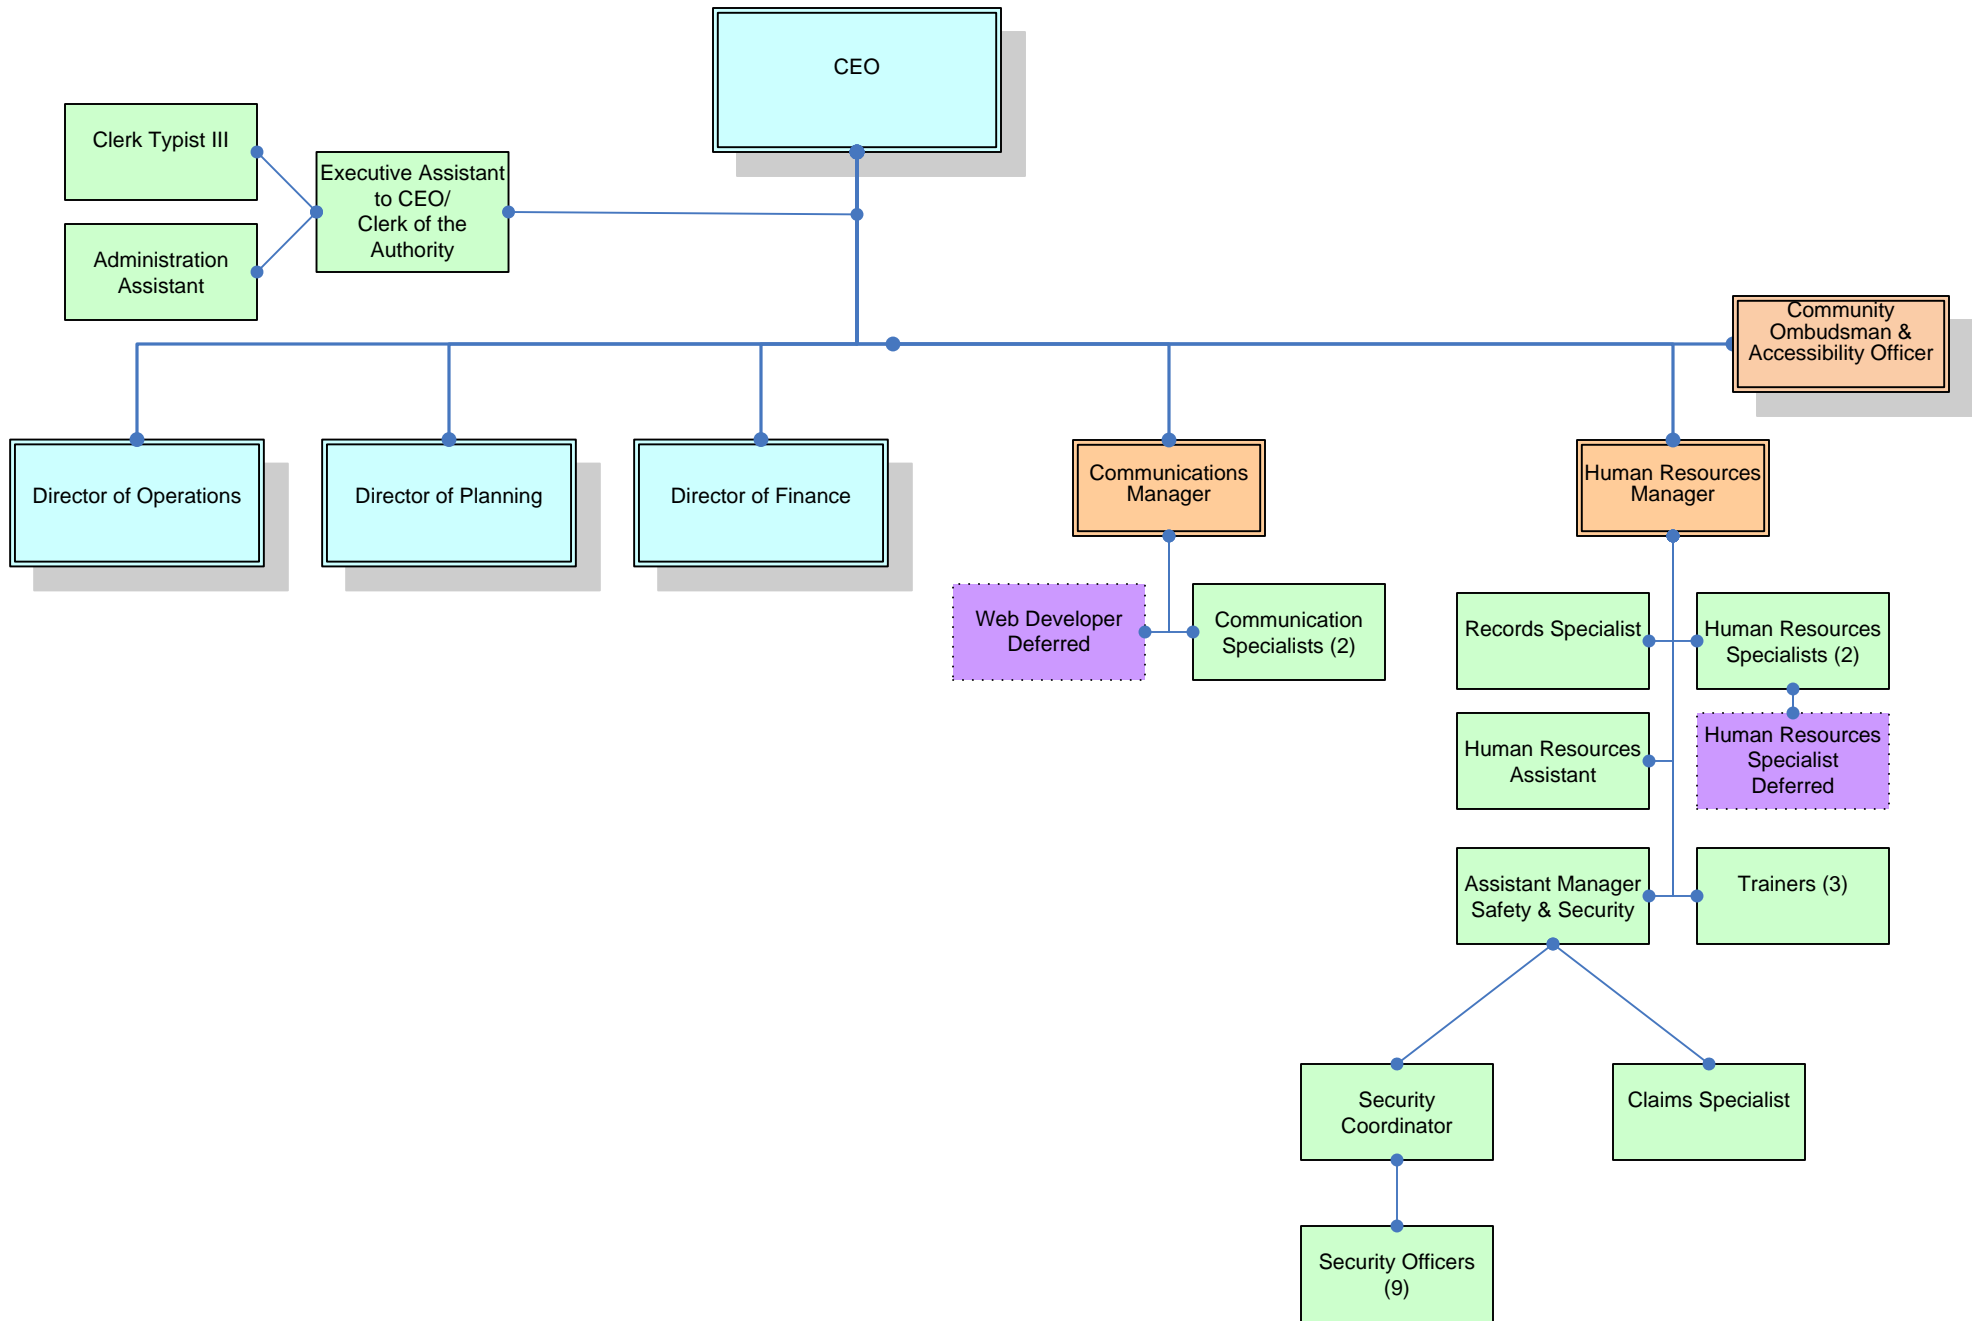 CEO
Clerk Typist III
Executive Assistant
to CEO/
Clerk of the
Authority
Administration
Assistant
Community
Ombudsman &
Accessibility Officer
Director of Operations
Director of Planning
Director of Finance
Communications
Manager
Human Resources
Manager
Web Developer
Deferred
Communication
Specialists (2)
Records Specialist
Human Resources
Specialists (2)
Human Resources
Assistant
Human Resources
Specialist
Deferred
Assistant Manager
Safety & Security
Trainers (3)
Security
Coordinator
Claims Specialist
Security Officers
(9)